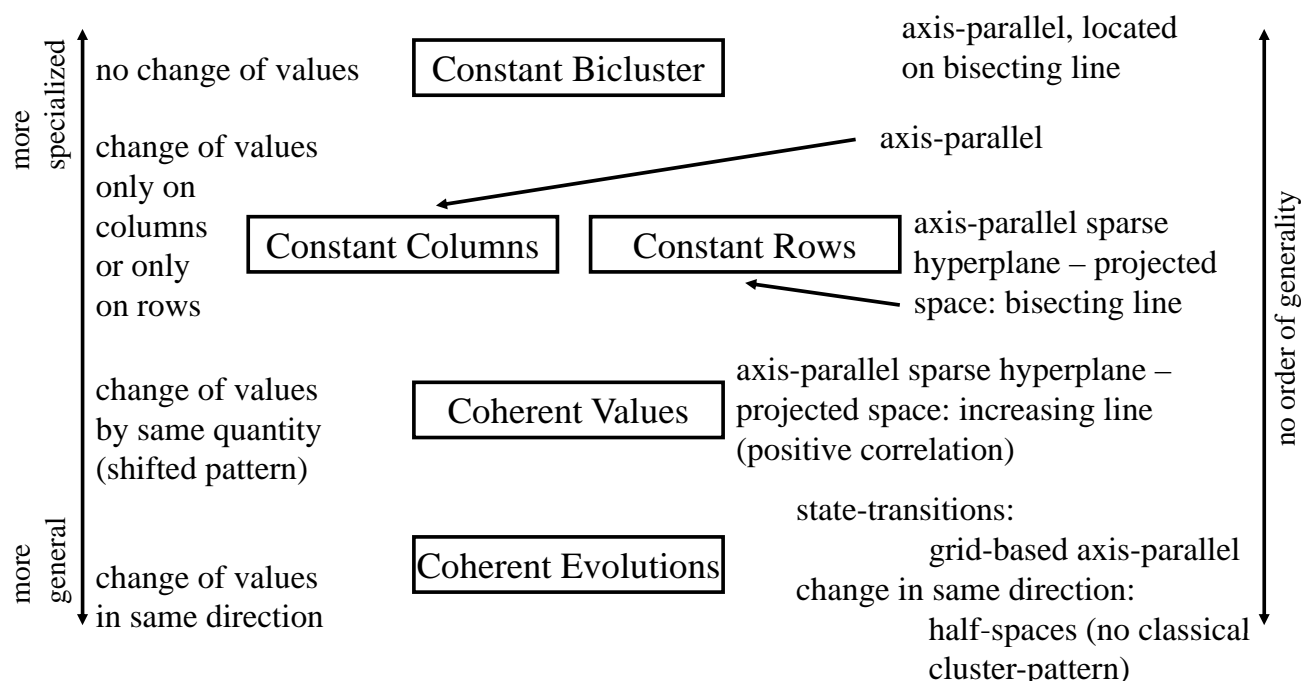 more
specialized
no change of values
Constant Bicluster
axis-parallel, located
on bisecting line
change of values
only on
columns
or only
on rows
axis-parallel
Constant Columns
Constant Rows
axis-parallel sparse
hyperplane – projected
space: bisecting line
no order of generality
change of values
by same quantity
(shifted pattern)
Coherent Values
axis-parallel sparse hyperplane –
projected space: increasing line
(positive correlation)
more
general
change of values
in same direction
Coherent Evolutions
state-transitions:
grid-based axis-parallel
change in same direction:
half-spaces (no classical
cluster-pattern)